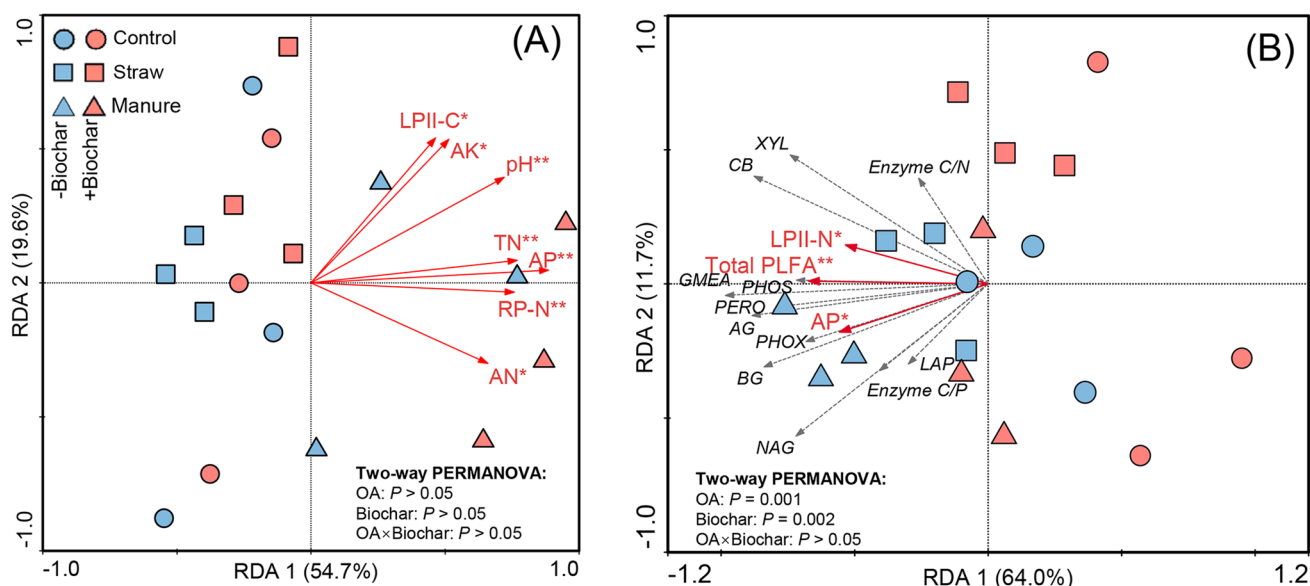 (A)
Control
Straw
Manure
-Biochar
+Biochar
LPII-C*
AK*
pH**
TN**
AP**
RP-N**
AN*
Two-way PERMANOVA:
OA: P > 0.05
Biochar: P > 0.05
OA×Biochar: P > 0.05
1.0
RDA 2 (19.6%)
-1.0
-1.0
RDA 1 (54.7%)
1.0
(B)
XYL
CB
Enzyme C/N
LPII-N*
Total PLFA**
GMEA
PHOS
PERO
AP*
AG
PHOX
LAP
BG
Enzyme C/P
NAG
Two-way PERMANOVA:
OA: P = 0.001
Biochar: P = 0.002
OA×Biochar: P > 0.05
1.0
RDA 2 (11.7%)
-1.0
-1.2
RDA 1 (64.0%)
1.2